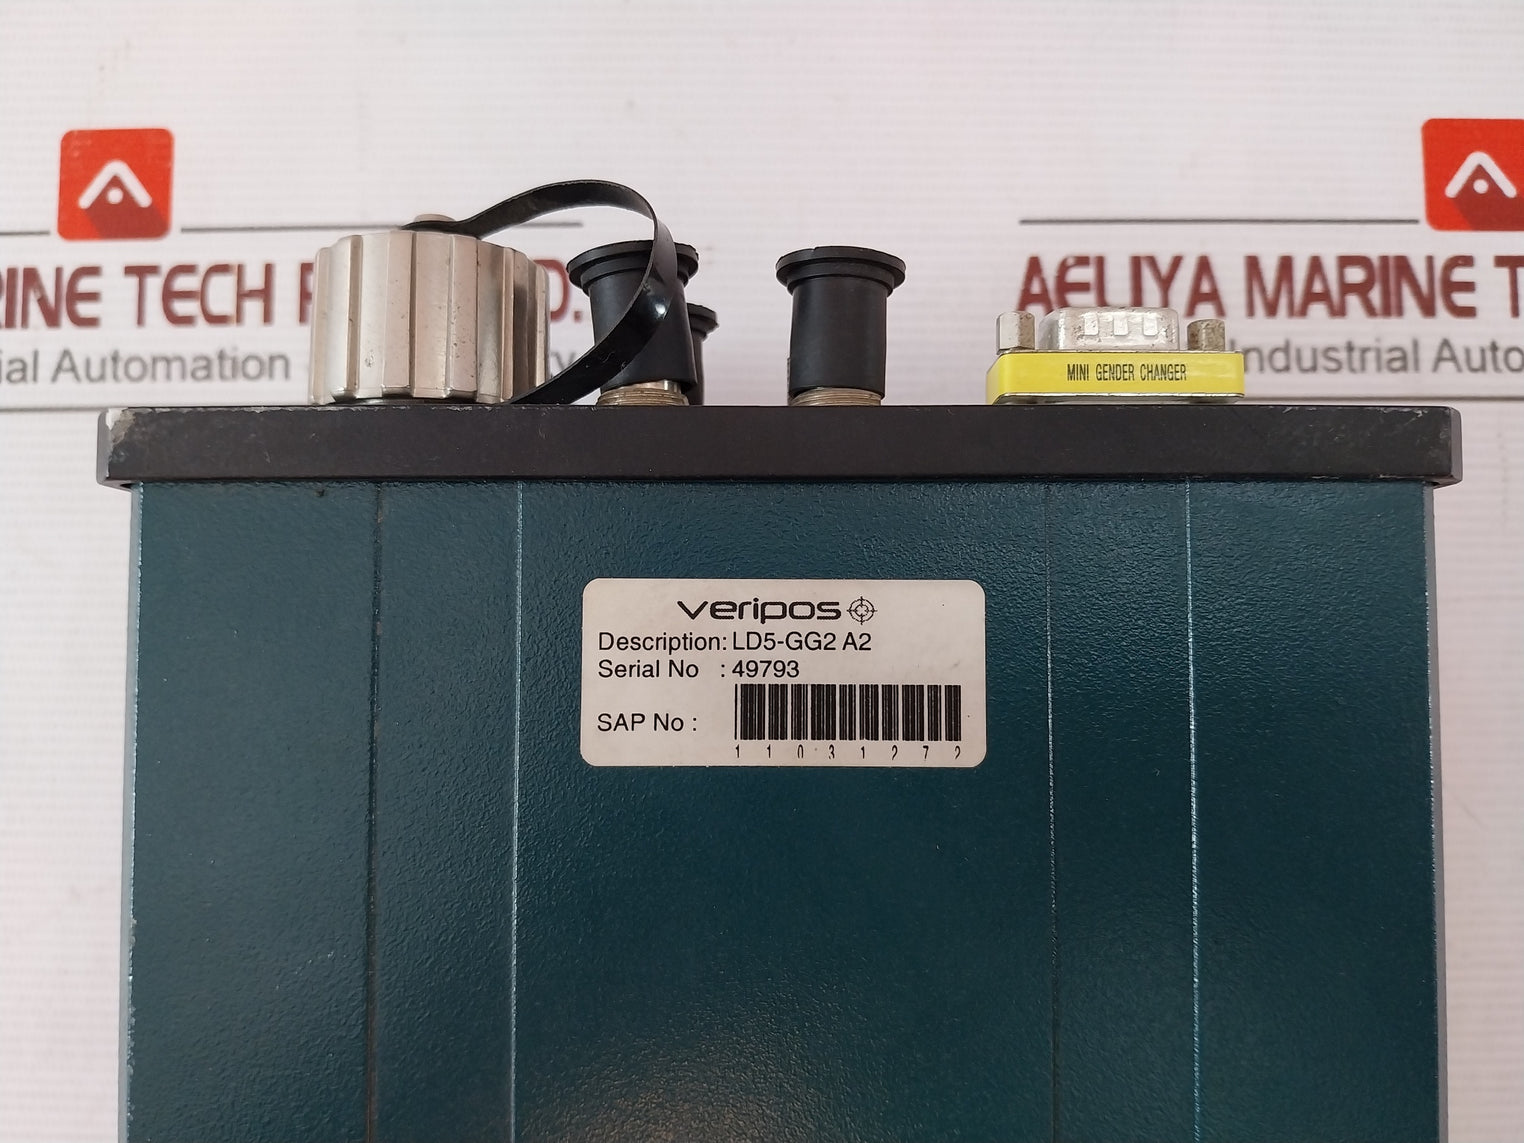 RINE TECH
AELIYA MARINE T
ial Automation
Industrial Auto
MINI GENDER CHANGER
veripos
Description: LD5-GG2 A2
Serial No : 49793
SAP No :
11031272